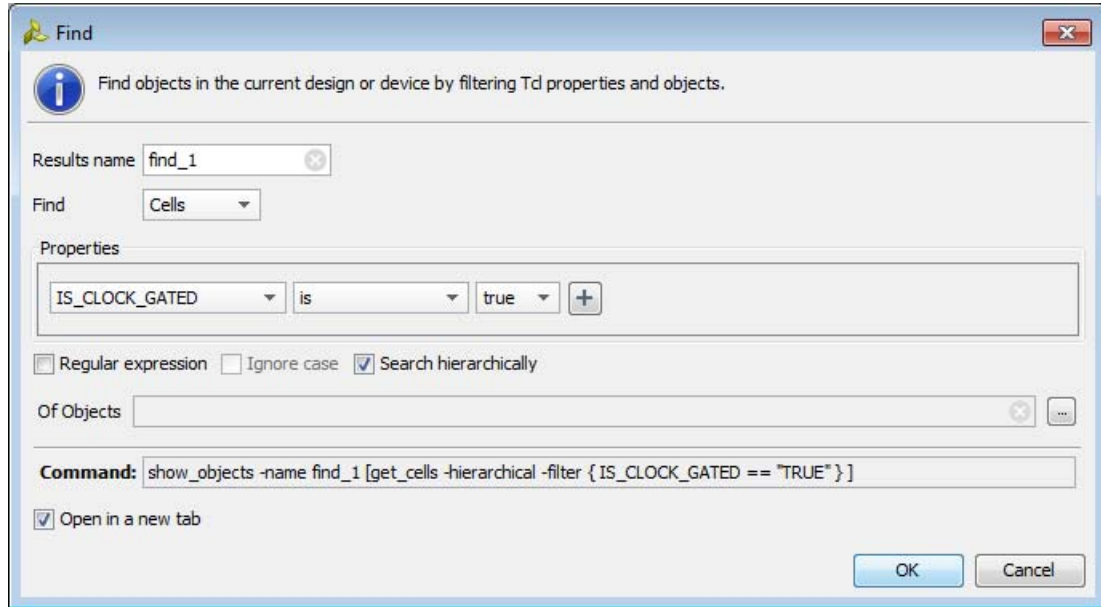 Find
Find objects in the current design or device by filtering Tcl properties and objects.
Results name find_1
Find Cells
Properties
IS_CLOCK_GATED is true +
Regular expression Ignore case Search hierarchically
Of Objects ...
Command: show_objects -name find_1 [get_cells -hierarchical -filter { IS_CLOCK_GATED == "TRUE" } ]
Open in a new tab
OK Cancel